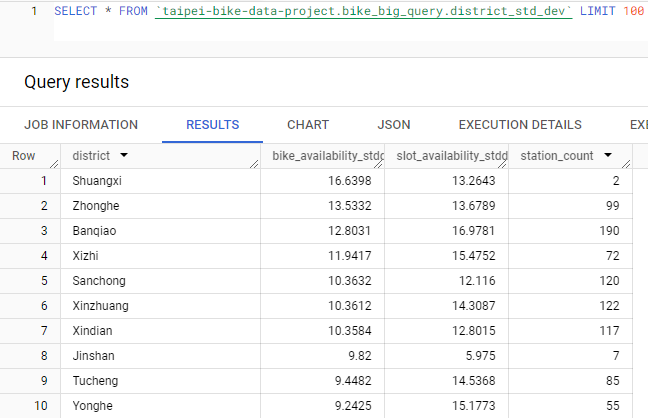 1 SELECT * FROM `taipei-bike-data-project.bike_big_query.district_std_dev` LIMIT 100
Query results
JOB INFORMATION RESULTS CHART JSON EXECUTION DETAILS EX
Row district bike_availability_stdd slot_availability_stdd station_count
1 Shuangxi 16.6398 13.2643 2
2 Zhonghe 13.5332 13.6789 99
3 Banqiao 12.8031 16.9781 190
4 Xizhi 11.9417 15.4752 72
5 Sanchong 10.3632 12.116 120
6 Xinzhuang 10.3612 14.3087 122
7 Xindian 10.3584 12.8015 117
8 Jinshan 9.82 5.975 7
9 Tucheng 9.4482 14.5368 85
10 Yonghe 9.2425 15.1773 55